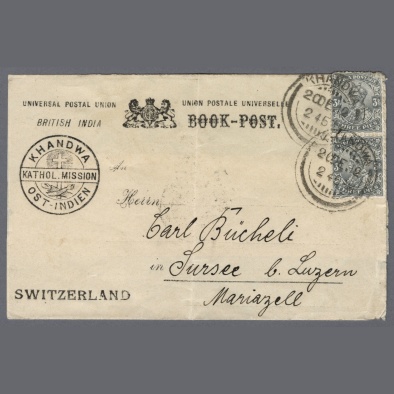 UNIVERSAL POSTAL UNION
UNION POSTALE UNIVERSELLE
BRITISH INDIA
BOOK-POST.
KHANDWA
KHANDWA
KATHOL. MISSION
OST-INDIEN
An
Herrn
Carl Bücheli
in Sursee b. Luzern
Mariazell
SWITZERLAND